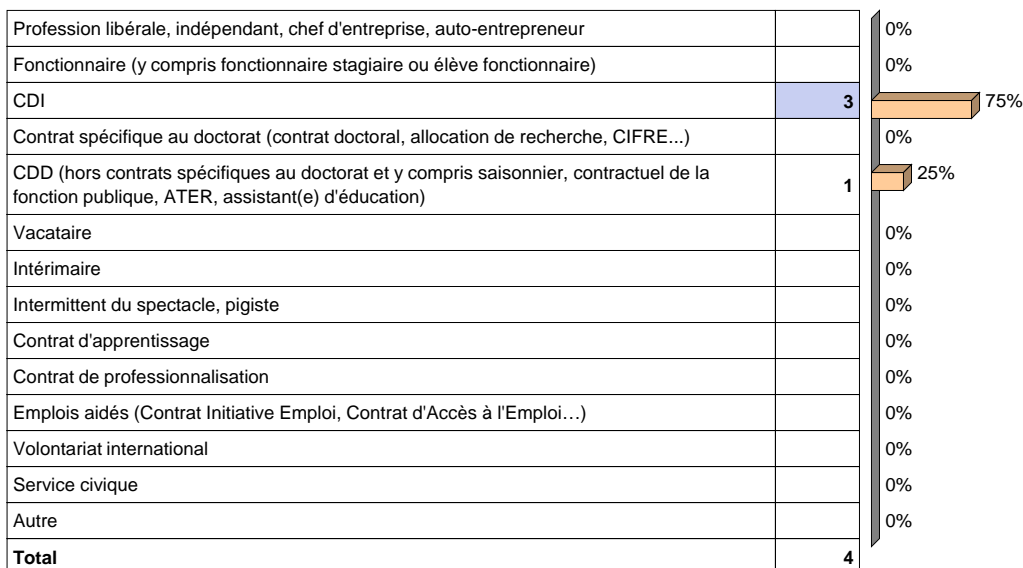 Profession libérale, indépendant, chef d'entreprise, auto-entrepreneur 0%
Fonctionnaire (y compris fonctionnaire stagiaire ou élève fonctionnaire) 0%
CDI 3 75%
Contrat spécifique au doctorat (contrat doctoral, allocation de recherche, CIFRE...) 0%
CDD (hors contrats spécifiques au doctorat et y compris saisonnier, contractuel de la
fonction publique, ATER, assistant(e) d'éducation) 1 25%
Vacataire 0%
Intérimaire 0%
Intermittent du spectacle, pigiste 0%
Contrat d'apprentissage 0%
Contrat de professionnalisation 0%
Emplois aidés (Contrat Initiative Emploi, Contrat d'Accès à l'Emploi…) 0%
Volontariat international 0%
Service civique 0%
Autre 0%
Total 4